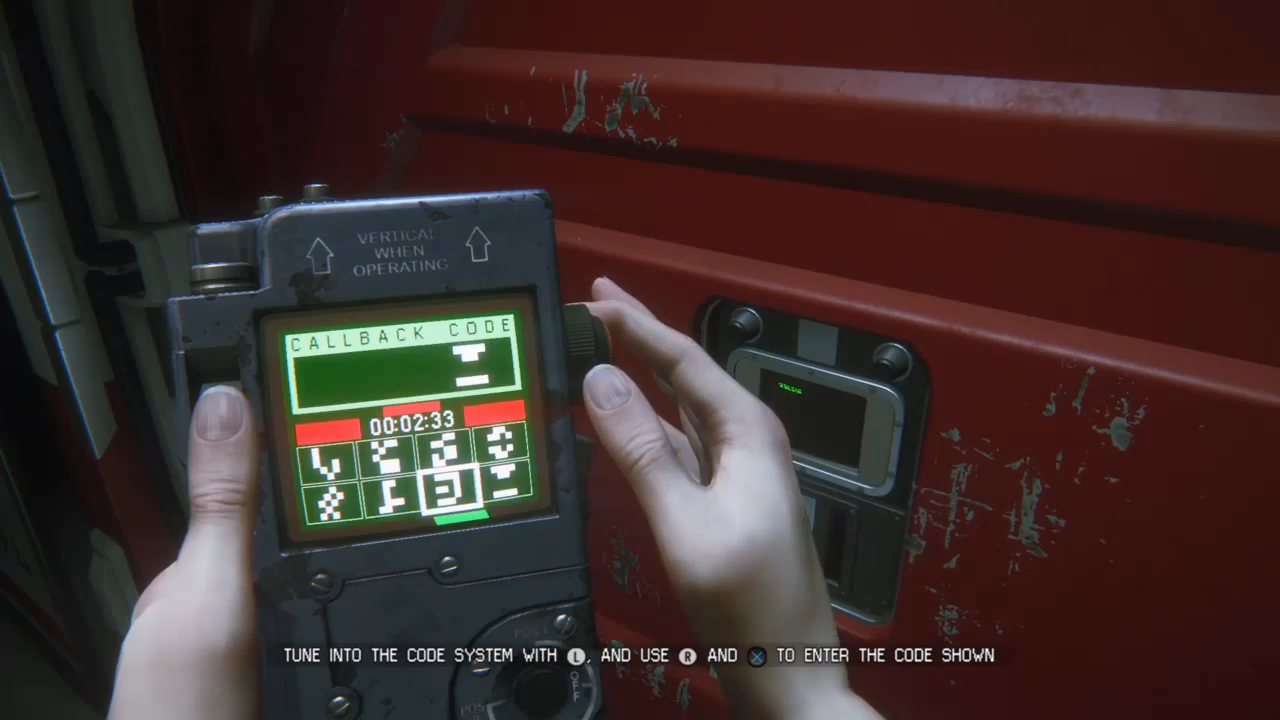 VERTICAL
WHEN
OPERATING
CALLBACK CODE
00:02:33
OFF
TUNE INTO THE CODE SYSTEM WITH L, AND USE R AND X TO ENTER THE CODE SHOWN